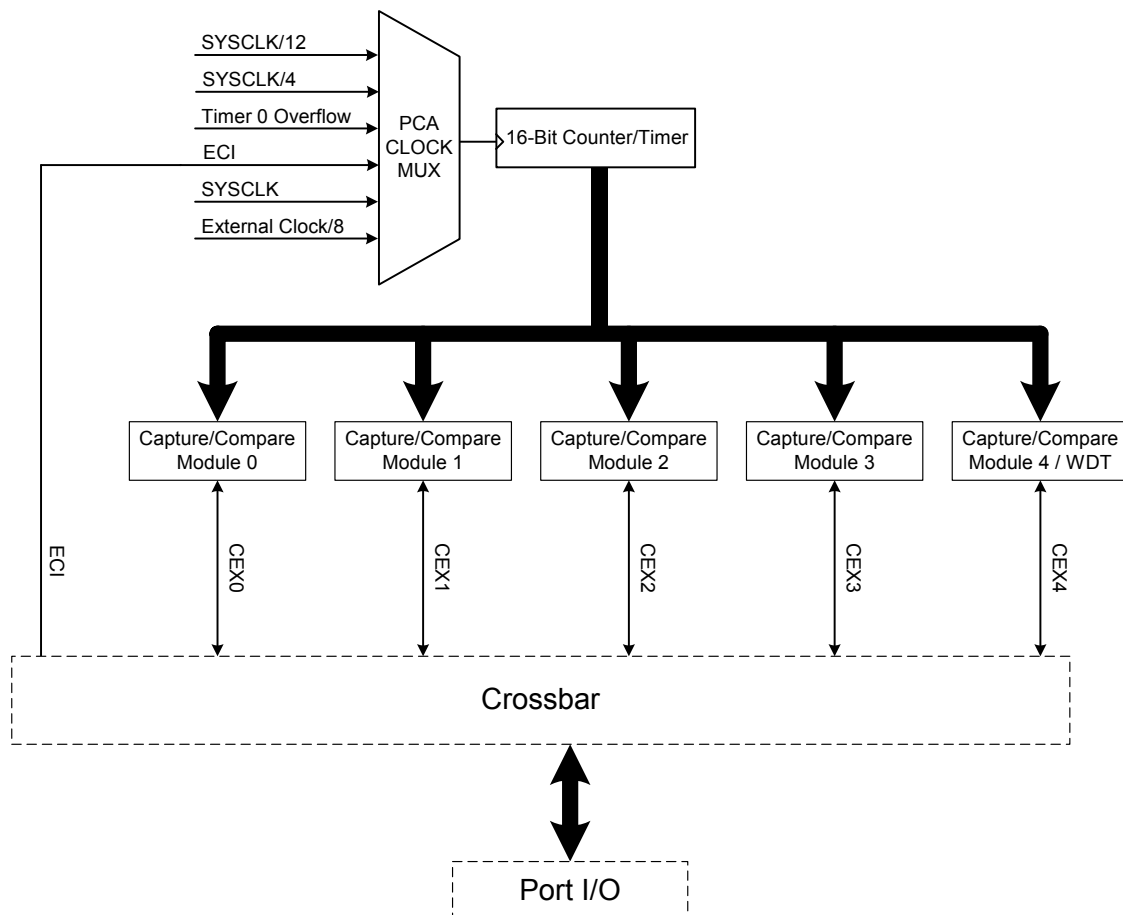 SYSCLK/12
SYSCLK/4
Timer 0 Overflow
ECI
SYSCLK
External Clock/8
PCA
CLOCK
MUX
16-Bit Counter/Timer
Capture/Compare
Module 0
Capture/Compare
Module 1
Capture/Compare
Module 2
Capture/Compare
Module 3
Capture/Compare
Module 4 / WDT
ECI
CEX0
CEX1
CEX2
CEX3
CEX4
Crossbar
Port I/O